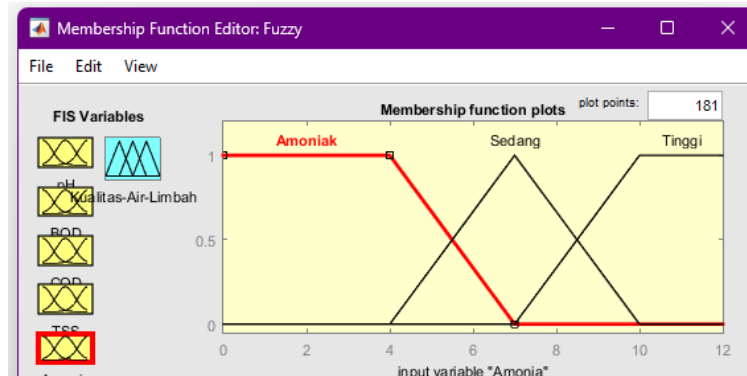 Membership Function Editor: Fuzzy
File Edit View
FIS Variables
Membership function plots
plot points:
181
Amoniak
Sedang
Tinggi
pH
Kualitas-Air-Limbah
BOD
COD
TSS
1
0.5
0
0 2 4 6 8 10 12
input variable "Amonia"